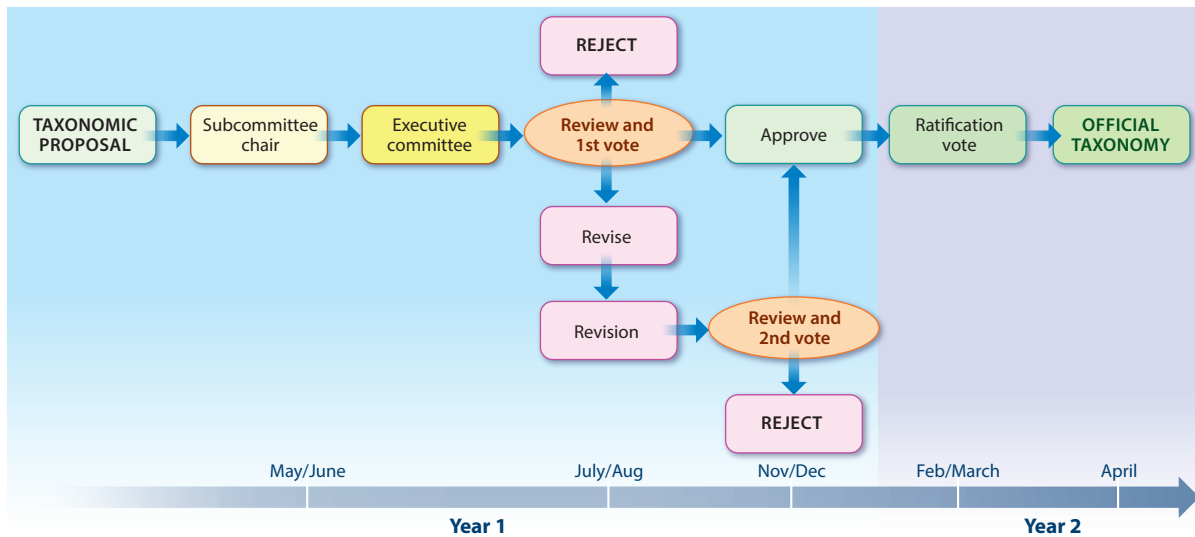 REJECT
TAXONOMIC
PROPOSAL
Subcommittee
chair
Executive
committee
Review and
1st vote
Approve
Ratification
vote
OFFICIAL
TAXONOMY
Revise
Revision
Review and
2nd vote
REJECT
May/June
July/Aug
Nov/Dec
Feb/March
April
Year 1
Year 2